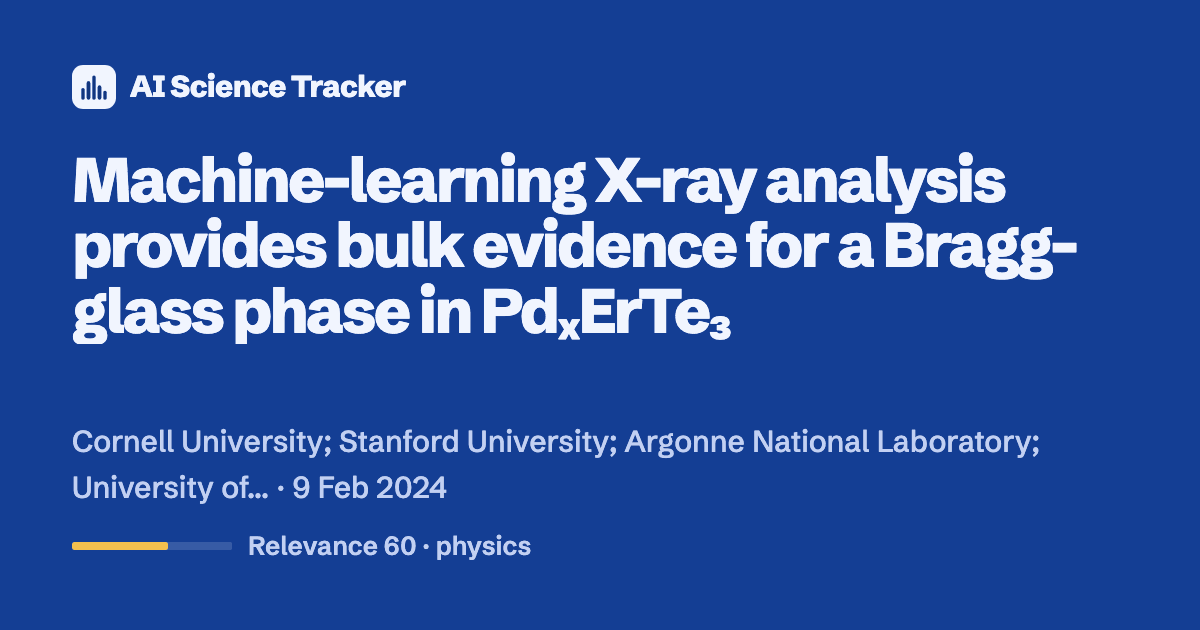 AI Science Tracker
Machine-learning X-ray analysis
provides bulk evidence for a Bragg-
glass phase in PdₓErTe₃
Cornell University; Stanford University; Argonne National Laboratory;
University of... · 9 Feb 2024
Relevance 60 · physics